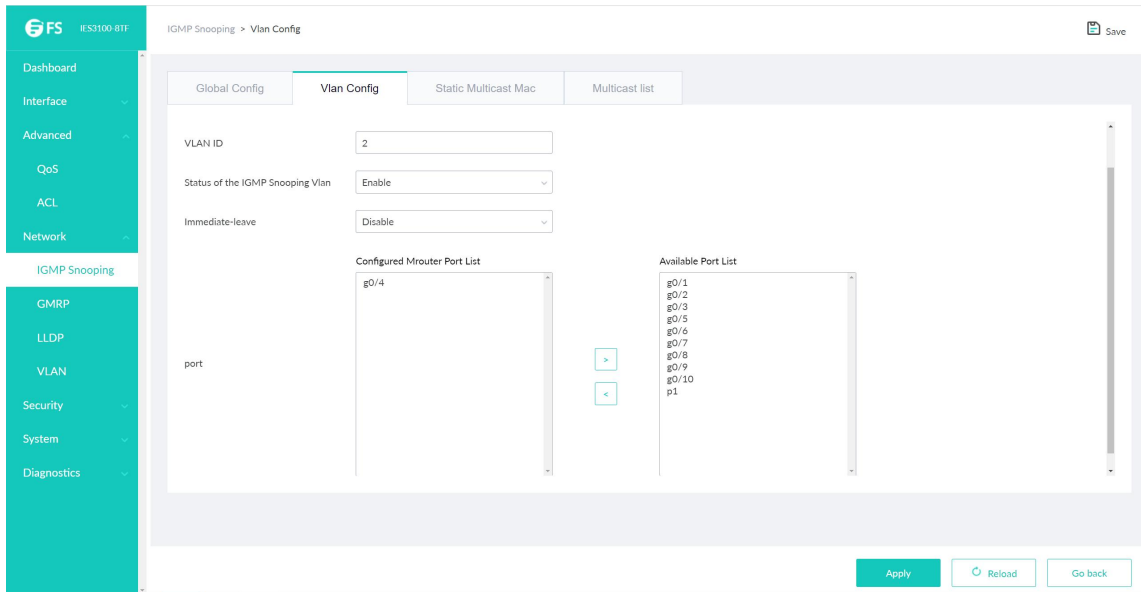 FS IES3100-8TF
IGMP Snooping > Vlan Config
Save
Dashboard
Interface
Advanced
QoS
ACL
Network
IGMP Snooping
GMRP
LLDP
VLAN
Security
System
Diagnostics
Global Config
Vlan Config
Static Multicast Mac
Multicast list
VLAN ID
2
Status of the IGMP Snooping Vlan
Enable
Immediate-leave
Disable
port
Configured Mrouter Port List
g0/4
>
<
Available Port List
g0/1
g0/2
g0/3
g0/5
g0/6
g0/7
g0/8
g0/9
g0/10
p1
Apply
Reload
Go back